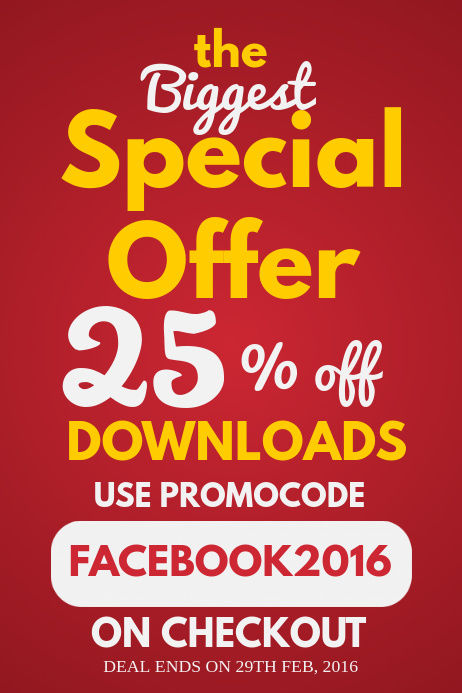 the
Biggest
Special
Offer
25 % off
DOWNLOADS
USE PROMOCODE
FACEBOOK2016
ON CHECKOUT
DEAL ENDS ON 29TH FEB, 2016